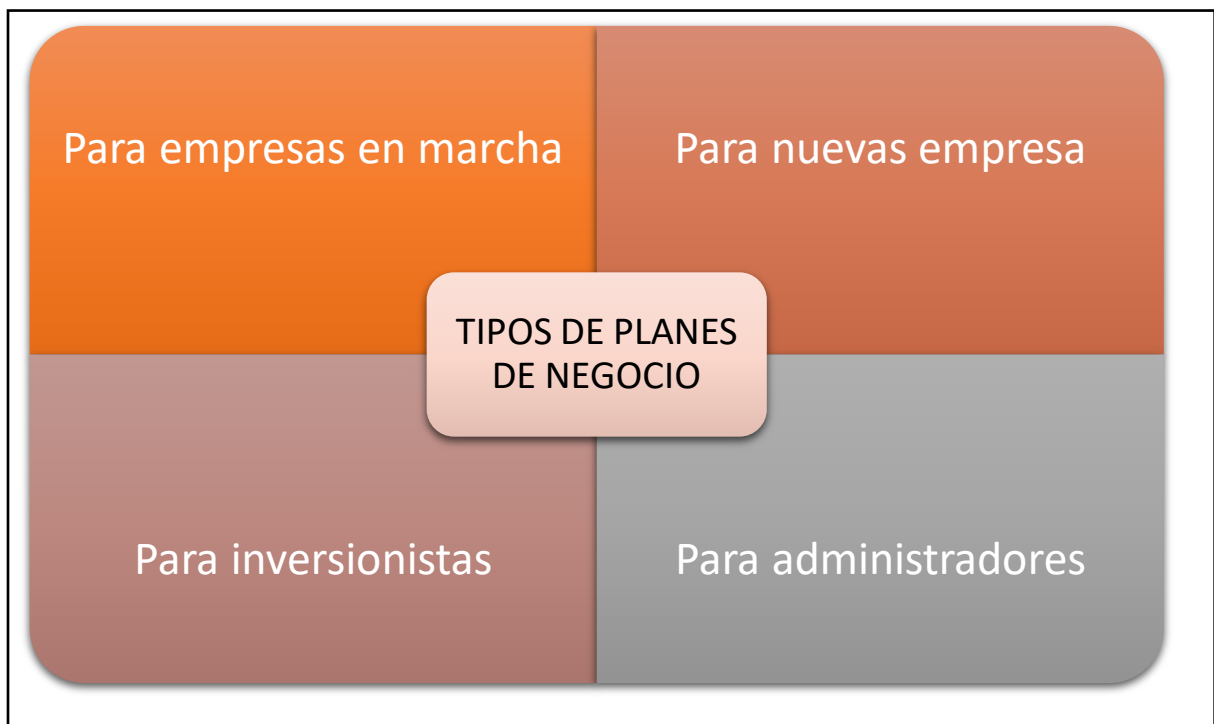 Para empresas en marcha
Para nuevas empresa
TIPOS DE PLANES
DE NEGOCIO
Para inversionistas
Para administradores